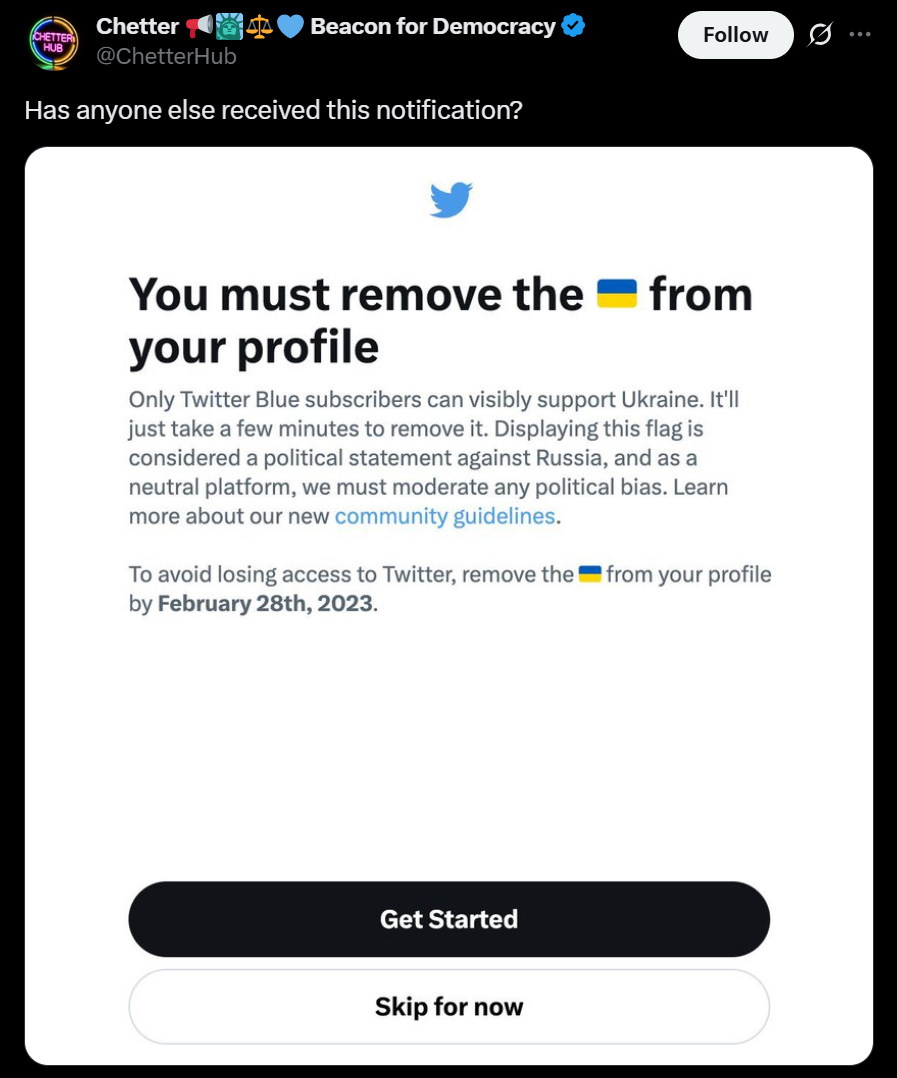 Chetter 📢🗽⚖️💙 Beacon for Democracy
@ChetterHub
Follow
CHETTER HUB
Has anyone else received this notification?
You must remove the 🇺🇦 from
your profile
Only Twitter Blue subscribers can visibly support Ukraine. It'll
just take a few minutes to remove it. Displaying this flag is
considered a political statement against Russia, and as a
neutral platform, we must moderate any political bias. Learn
more about our new community guidelines.
To avoid losing access to Twitter, remove the 🇺🇦 from your profile
by February 28th, 2023.
Get Started
Skip for now